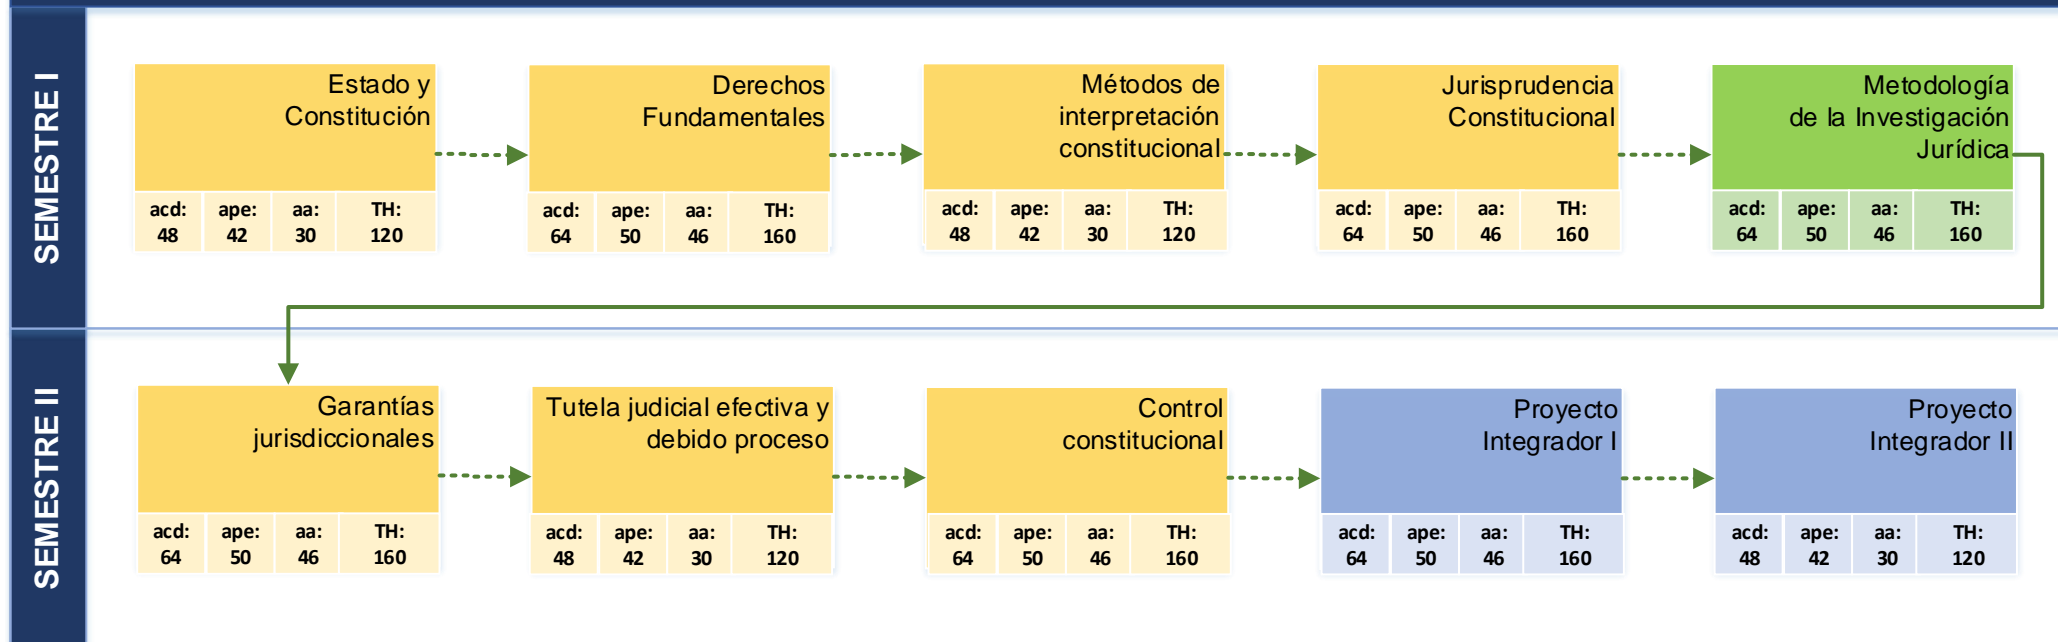 SEMESTRE I
Estado y
Constitución
acd: ape: aa: TH:
48 42 30 120
Derechos
Fundamentales
acd: ape: aa: TH:
64 50 46 160
Métodos de
interpretación
constitucional
acd: ape: aa: TH:
48 42 30 120
Jurisprudencia
Constitucional
acd: ape: aa: TH:
64 50 46 160
Metodología
de la Investigación
Jurídica
acd: ape: aa: TH:
64 50 46 160
SEMESTRE II
Garantías
jurisdiccionales
acd: ape: aa: TH:
64 50 46 160
Tutela judicial efectiva y
debido proceso
acd: ape: aa: TH:
48 42 30 120
Control
constitucional
acd: ape: aa: TH:
64 50 46 160
Proyecto
Integrador I
acd: ape: aa: TH:
64 50 46 160
Proyecto
Integrador II
acd: ape: aa: TH:
48 42 30 120